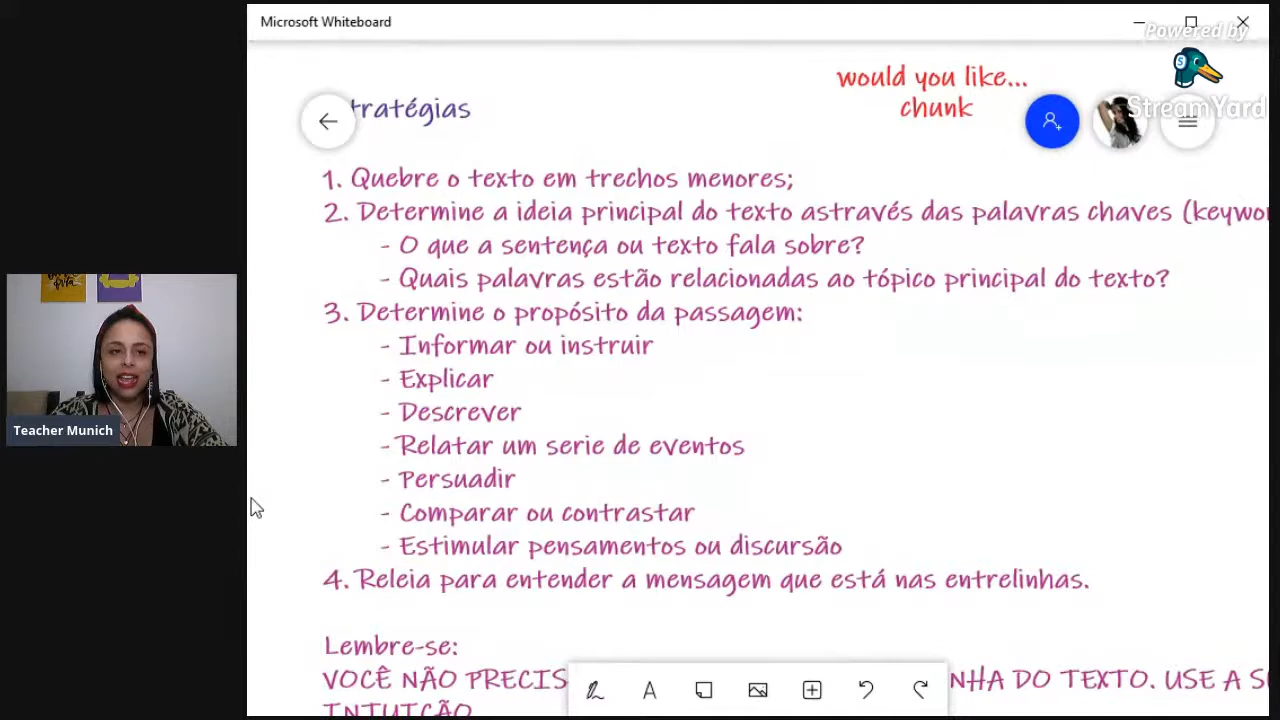 Microsoft Whiteboard
Powered by
StreamYard
would you like...
chunk
tratégias
1. Quebre o texto em trechos menores;
2. Determine a ideia principal do texto astravés das palavras chaves (keywor
- O que a sentença ou texto fala sobre?
- Quais palavras estão relacionadas ao tópico principal do texto?
3. Determine o propósito da passagem:
- Informar ou instruir
- Explicar
- Descrever
- Relatar um serie de eventos
- Persuadir
- Comparar ou contrastar
- Estimular pensamentos ou discursão
4. Releia para entender a mensagem que está nas entrelinhas.
Lembre-se:
VOCÊ NÃO PRECIS NHA DO TEXTO. USE A S
INTUIÇÃO
Teacher Munich